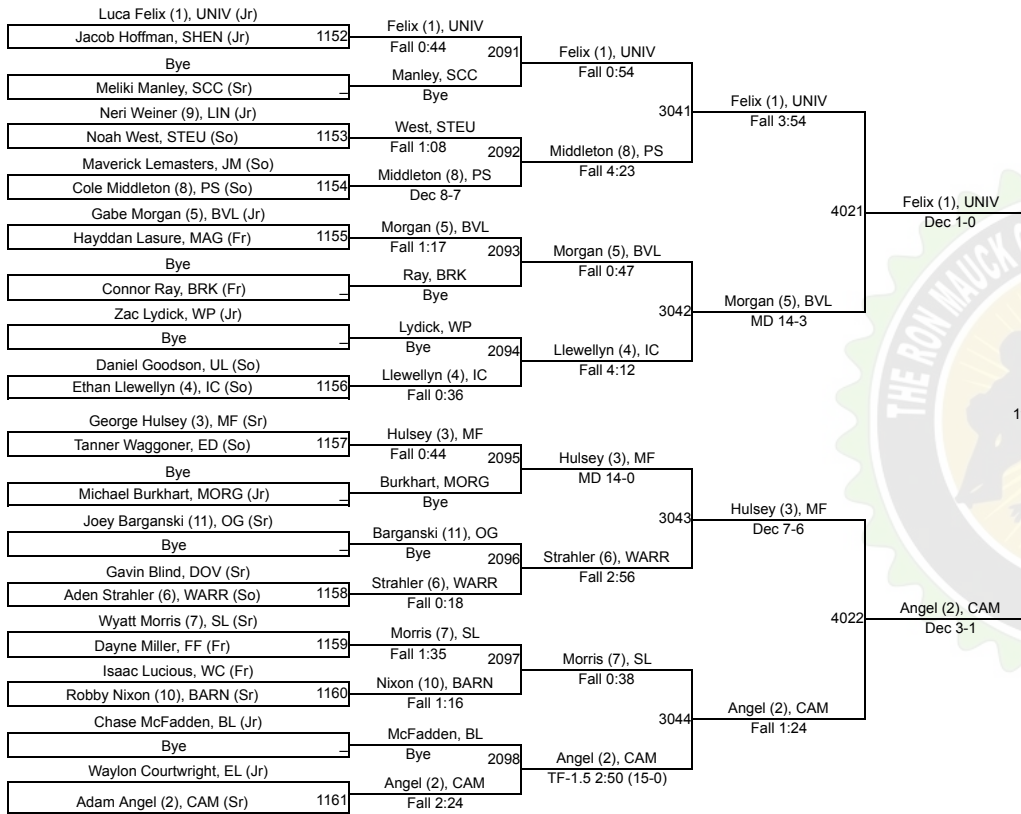 Luca Felix (1), UNIV (Jr)
Jacob Hoffman, SHEN (Jr)
1152
Bye
Meliki Manley, SCC (Sr)
_
Neri Weiner (9), LIN (Jr)
Noah West, STEU (So)
1153
Maverick Lemasters, JM (So)
Cole Middleton (8), PS (So)
1154
Gabe Morgan (5), BVL (Jr)
Hayddan Lasure, MAG (Fr)
1155
Bye
Connor Ray, BRK (Fr)
_
Zac Lydick, WP (Jr)
Bye
_
Daniel Goodson, UL (So)
Ethan Llewellyn (4), IC (So)
1156
George Hulsey (3), MF (Sr)
Tanner Waggoner, ED (So)
1157
Bye
Michael Burkhart, MORG (Jr)
_
Joey Barganski (11), OG (Sr)
Bye
_
Gavin Blind, DOV (Sr)
Aden Strahler (6), WARR (So)
1158
Wyatt Morris (7), SL (Sr)
Dayne Miller, FF (Fr)
1159
Isaac Lucious, WC (Fr)
Robby Nixon (10), BARN (Sr)
1160
Chase McFadden, BL (Jr)
Bye
_
Waylon Courtwright, EL (Jr)
Adam Angel (2), CAM (Sr)
1161
Felix (1), UNIV
Fall 0:44
2091
Manley, SCC
Bye
West, STEU
Fall 1:08
2092
Middleton (8), PS
Dec 8-7
Morgan (5), BVL
Fall 1:17
2093
Ray, BRK
Bye
Lydick, WP
Bye
2094
Llewellyn (4), IC
Fall 0:36
Hulsey (3), MF
Fall 0:44
2095
Burkhart, MORG
Bye
Barganski (11), OG
Bye
2096
Strahler (6), WARR
Fall 0:18
Morris (7), SL
Fall 1:35
2097
Nixon (10), BARN
Fall 1:16
McFadden, BL
Bye
2098
Angel (2), CAM
Fall 2:24
Felix (1), UNIV
Fall 0:54
3041
Middleton (8), PS
Fall 4:23
Morgan (5), BVL
Fall 0:47
3042
Llewellyn (4), IC
Fall 4:12
Hulsey (3), MF
MD 14-0
3043
Strahler (6), WARR
Fall 2:56
Morris (7), SL
Fall 0:38
3044
Angel (2), CAM
TF-1.5 2:50 (15-0)
Felix (1), UNIV
Fall 3:54
4021
Morgan (5), BVL
MD 14-3
Hulsey (3), MF
Dec 7-6
4022
Angel (2), CAM
Fall 1:24
Felix (1), UNIV
Dec 1-0
Angel (2), CAM
Dec 3-1
1
THE RON MAUCK